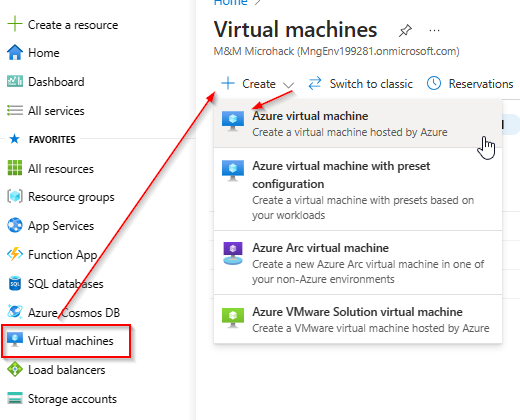 Create a resource
Home
Dashboard
All services
FAVORITES
All resources
Resource groups
App Services
Function App
SQL databases
Azure Cosmos DB
Virtual machines
Load balancers
Storage accounts
Home
Virtual machines
M&M Microhack (MngEnv199281.onmicrosoft.com)
Create
Switch to classic
Reservations
Azure virtual machine
Create a virtual machine hosted by Azure
Azure virtual machine with preset
configuration
Create a virtual machine with presets based on
your workloads
Azure Arc virtual machine
Create a new Azure Arc virtual machine in one of
your non-Azure environments
Azure VMware Solution virtual machine
Create a VMware virtual machine hosted by Azure